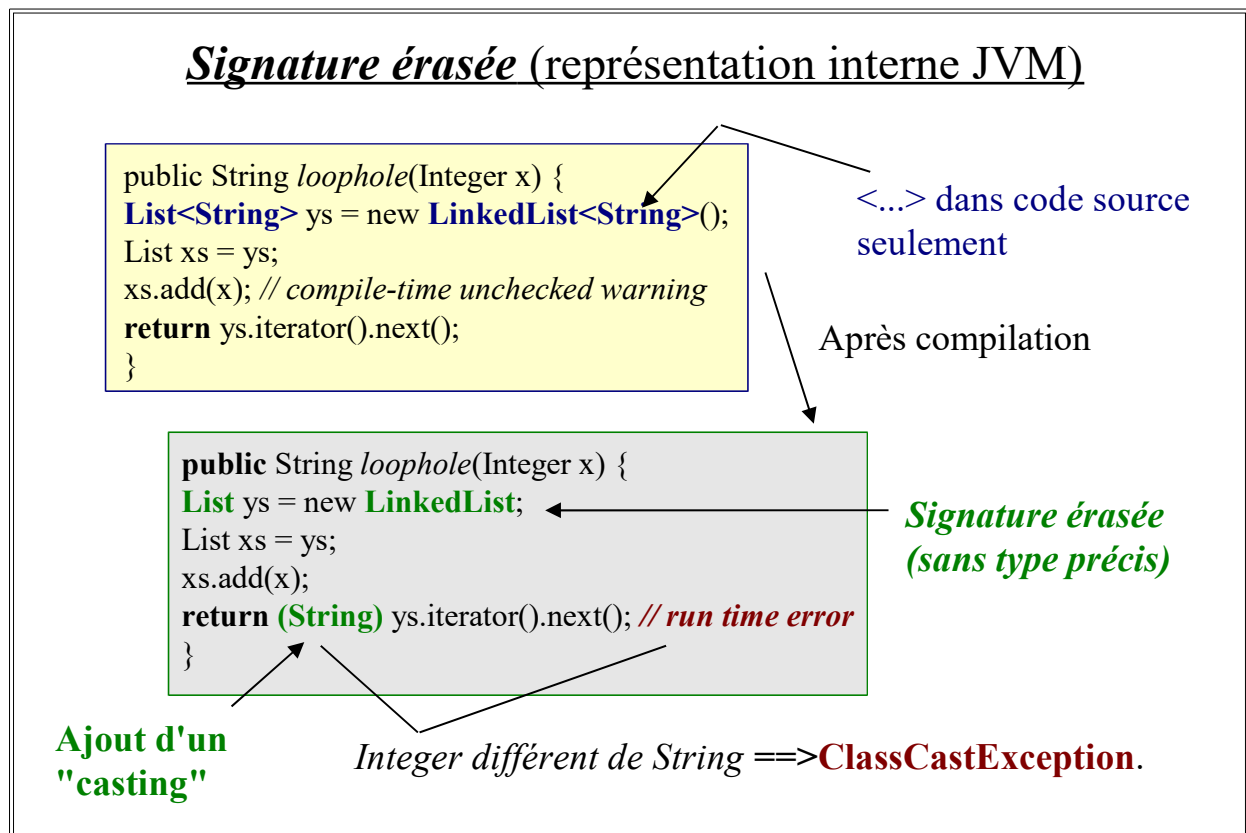 Signature érasée (représentation interne JVM)
public String loophole(Integer x) {
List<String> ys = new LinkedList<String>();
List xs = ys;
xs.add(x); // compile-time unchecked warning
return ys.iterator().next();
}
<...> dans code source
seulement
Après compilation
public String loophole(Integer x) {
List ys = new LinkedList;
List xs = ys;
xs.add(x);
return (String) ys.iterator().next(); // run time error
}
Signature érasée
(sans type précis)
Ajout d'un
"casting"
Integer différent de String ==>ClassCastException.